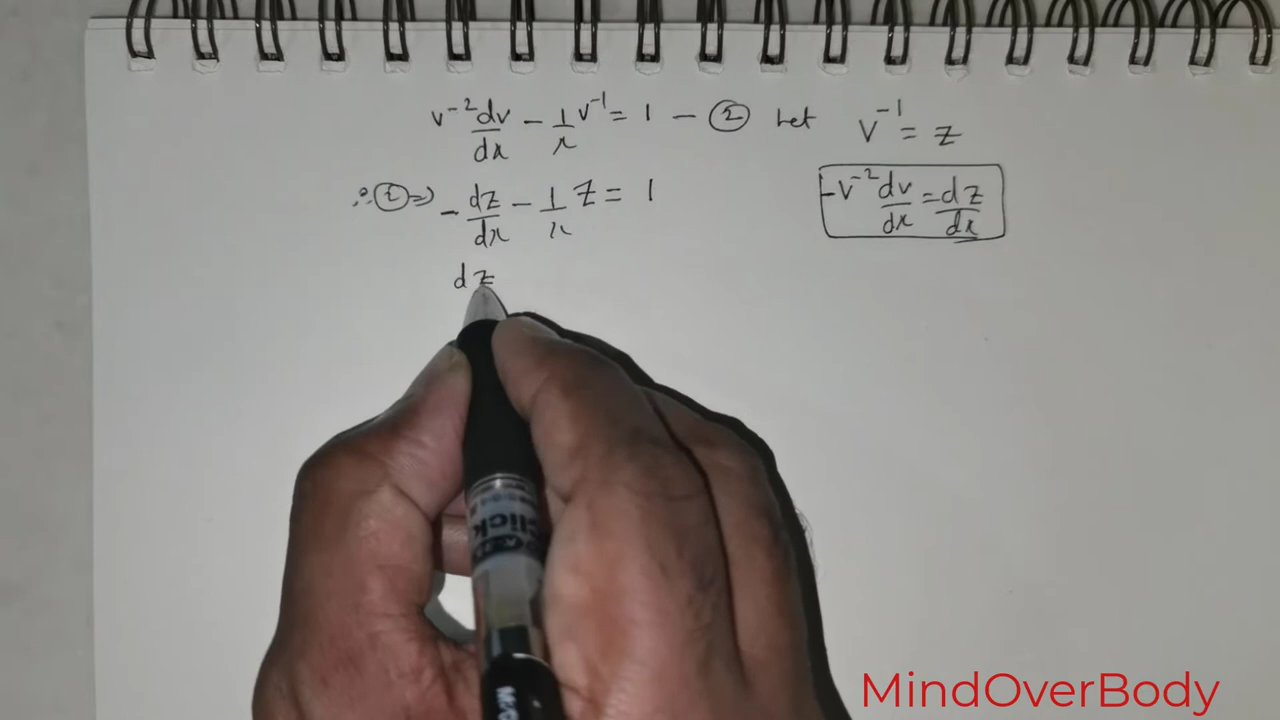 v⁻² dv/dx - 1/x v⁻¹ = 1 - ② Let v⁻¹ = z
∴ ② ⇒ - dz/dx - 1/x z = 1
-v⁻² dv/dx = dz/dx
dz
click
MindOverBody